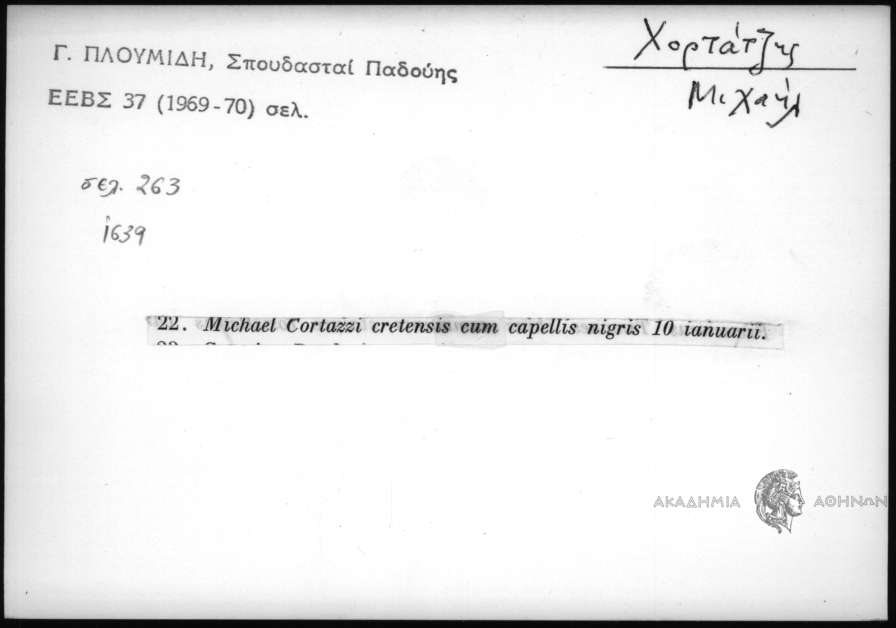 Γ. ΠΛΟΥΜΙΔΗ, Σπουδασταί Παδούης
ΕΕΒΣ 37 (1969-70) σελ.
Χορτάτζης
Μιχαήλ
σελ. 263
1639
22. Michael Cortazzi cretensis cum capellis nigris 10 ianuarii.
ΑΚΑΔΗΜΙΑ ΑΘΗΝΩΝ